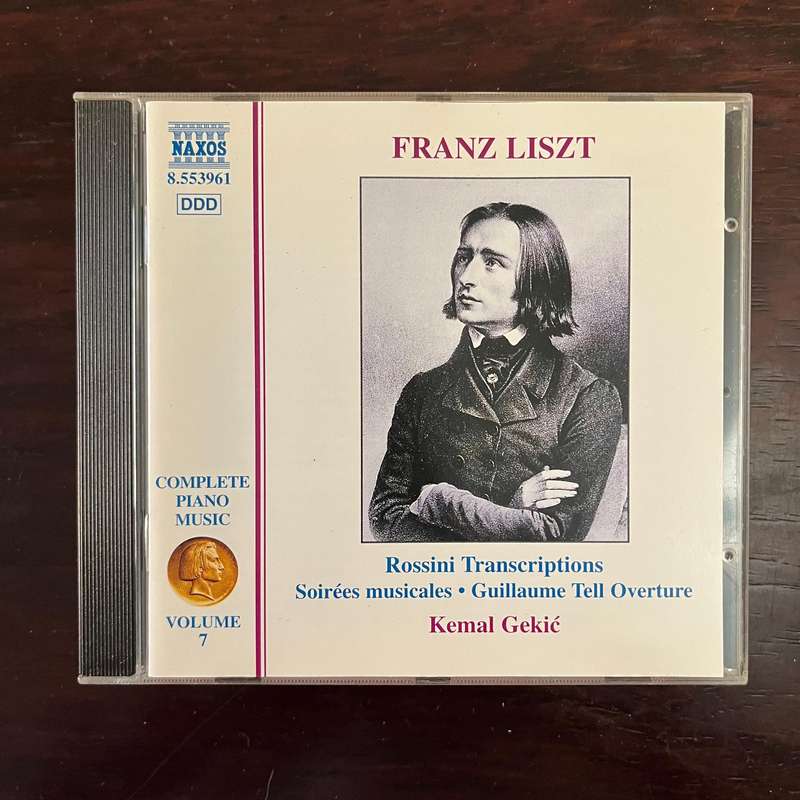 NAXOS
8.553961
DDD
FRANZ LISZT
COMPLETE
PIANO
MUSIC
VOLUME
7
Rossini Transcriptions
Soirées musicales • Guillaume Tell Overture
Kemal Gekić